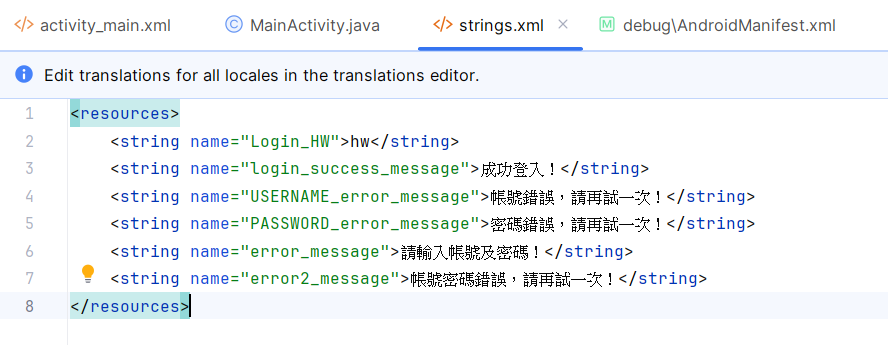 activity_main.xml MainActivity.java strings.xml debug\AndroidManifest.xml
Edit translations for all locales in the translations editor.
1 <resources>
2 <string name="Login_HW">hw</string>
3 <string name="login_success_message">成功登入！</string>
4 <string name="USERNAME_error_message">帳號錯誤，請再試一次！</string>
5 <string name="PASSWORD_error_message">密碼錯誤，請再試一次！</string>
6 <string name="error_message">請輸入帳號及密碼！</string>
7 <string name="error2_message">帳號密碼錯誤，請再試一次！</string>
8 </resources>